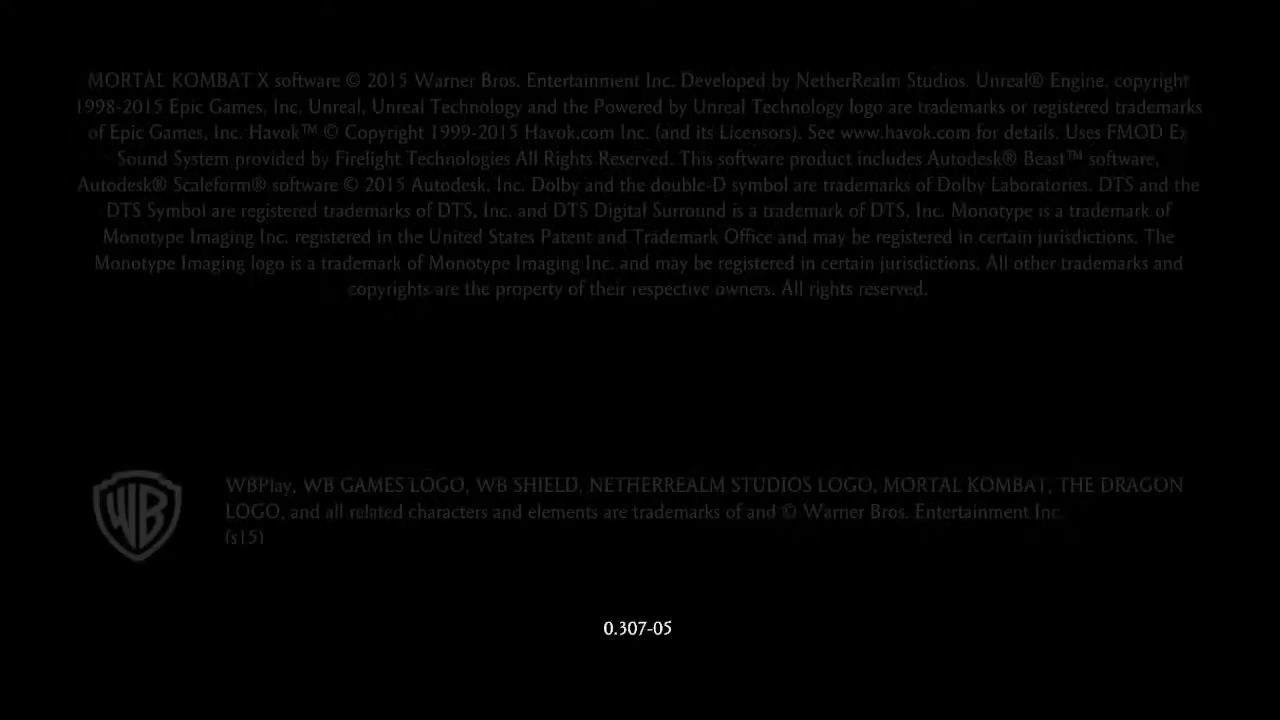 MORTAL KOMBAT X software © 2015 Warner Bros. Entertainment Inc. Developed by NetherRealm Studios. Unreal® Engine, copyright
1998-2015 Epic Games, Inc. Unreal, Unreal Technology and the Powered by Unreal Technology logo are trademarks or registered trademarks
of Epic Games, Inc. Havok™ © Copyright 1999-2015 Havok.com Inc. (and its Licensors). See www.havok.com for details. Uses FMOD Ex
Sound System provided by Firelight Technologies All Rights Reserved. This software product includes Autodesk® Beast™ software,
Autodesk® Scaleform® software © 2015 Autodesk, Inc. Dolby and the double-D symbol are trademarks of Dolby Laboratories. DTS and the
DTS Symbol are registered trademarks of DTS, Inc. and DTS Digital Surround is a trademark of DTS, Inc. Monotype is a trademark of
Monotype Imaging Inc. registered in the United States Patent and Trademark Office and may be registered in certain jurisdictions. The
Monotype Imaging logo is a trademark of Monotype Imaging Inc. and may be registered in certain jurisdictions. All other trademarks and
copyrights are the property of their respective owners. All rights reserved.
WB
WBPlay, WB GAMES LOGO, WB SHIELD, NETHERREALM STUDIOS LOGO, MORTAL KOMBAT, THE DRAGON
LOGO, and all related characters and elements are trademarks of and © Warner Bros. Entertainment Inc.
(s15)
0.307-05